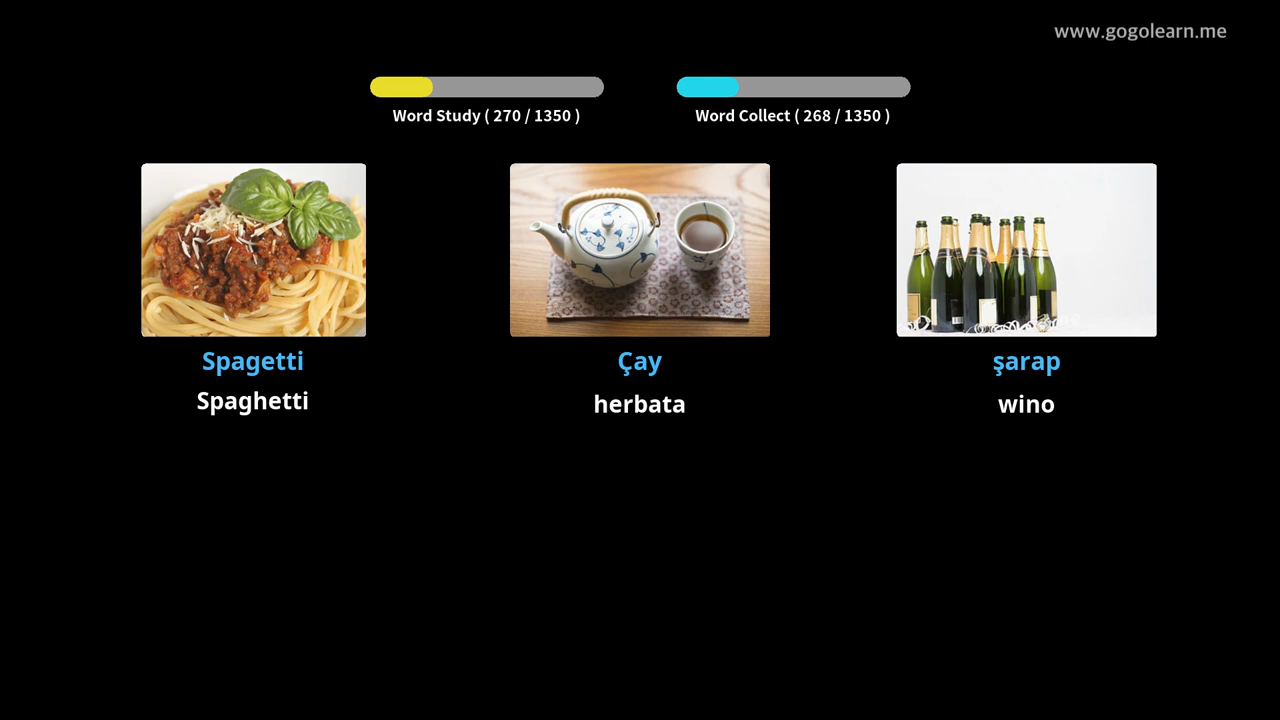 www.gogolearn.me
Word Study ( 270 / 1350 )
Word Collect ( 268 / 1350 )
Spagetti
Spaghetti
Çay
herbata
şarap
wino